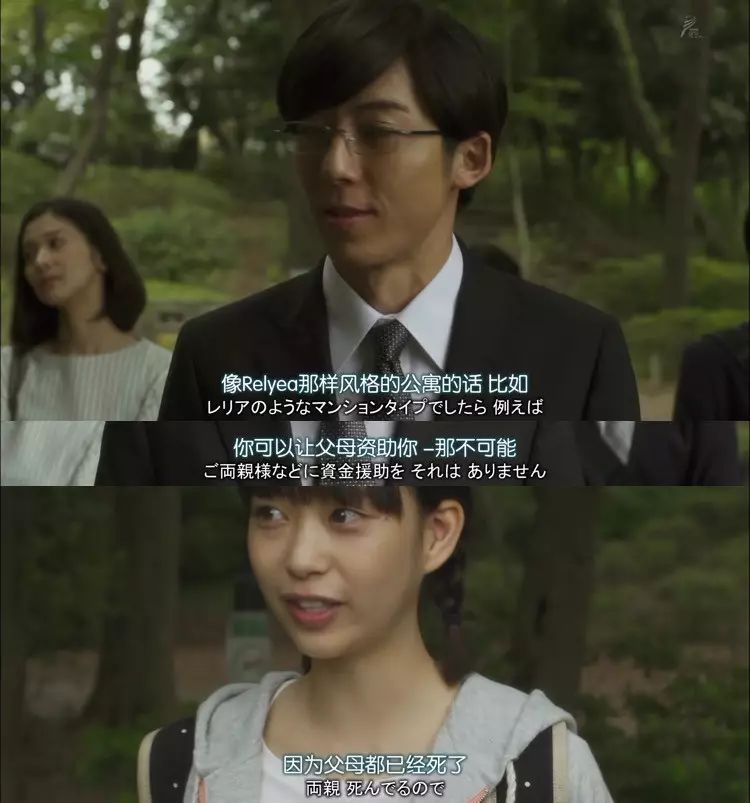 像Relyea那样风格的公寓的话 比如
レリアのようなマンションタイプでしたら 例えば
你可以让父母资助你 -那不可能
ご両親様などに資金援助を それは ありません
因为父母都已经死了
両親 死んでるので